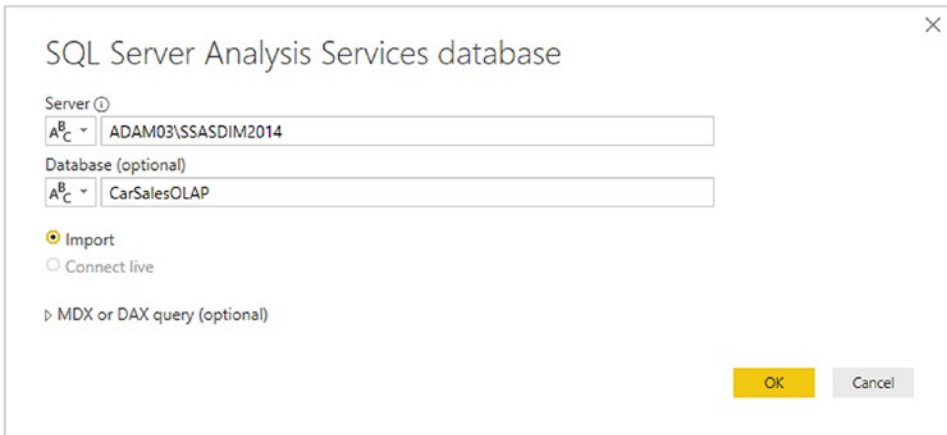 SQL Server Analysis Services database
Server
ABC ADAM03\SSASDIM2014
Database (optional)
ABC CarSalesOLAP
Import
Connect live
MDX or DAX query (optional)
OK Cancel